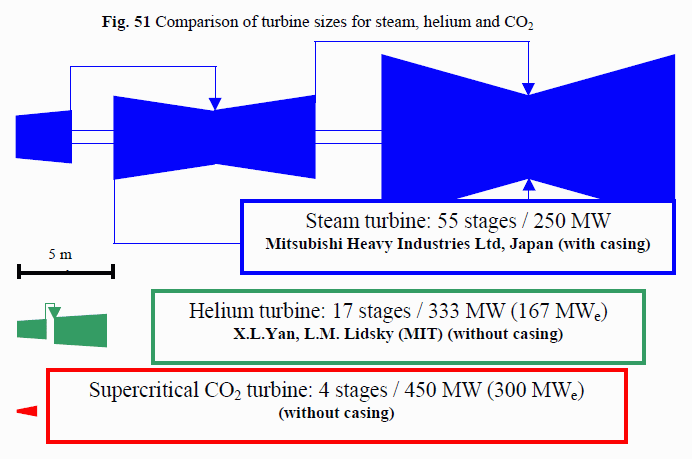 Fig. 51 Comparison of turbine sizes for steam, helium and CO₂
Steam turbine: 55 stages / 250 MW
Mitsubishi Heavy Industries Ltd, Japan (with casing)
5 m
Helium turbine: 17 stages / 333 MW (167 MWₑ)
X.L.Yan, L.M. Lidsky (MIT) (without casing)
Supercritical CO₂ turbine: 4 stages / 450 MW (300 MWₑ)
(without casing)